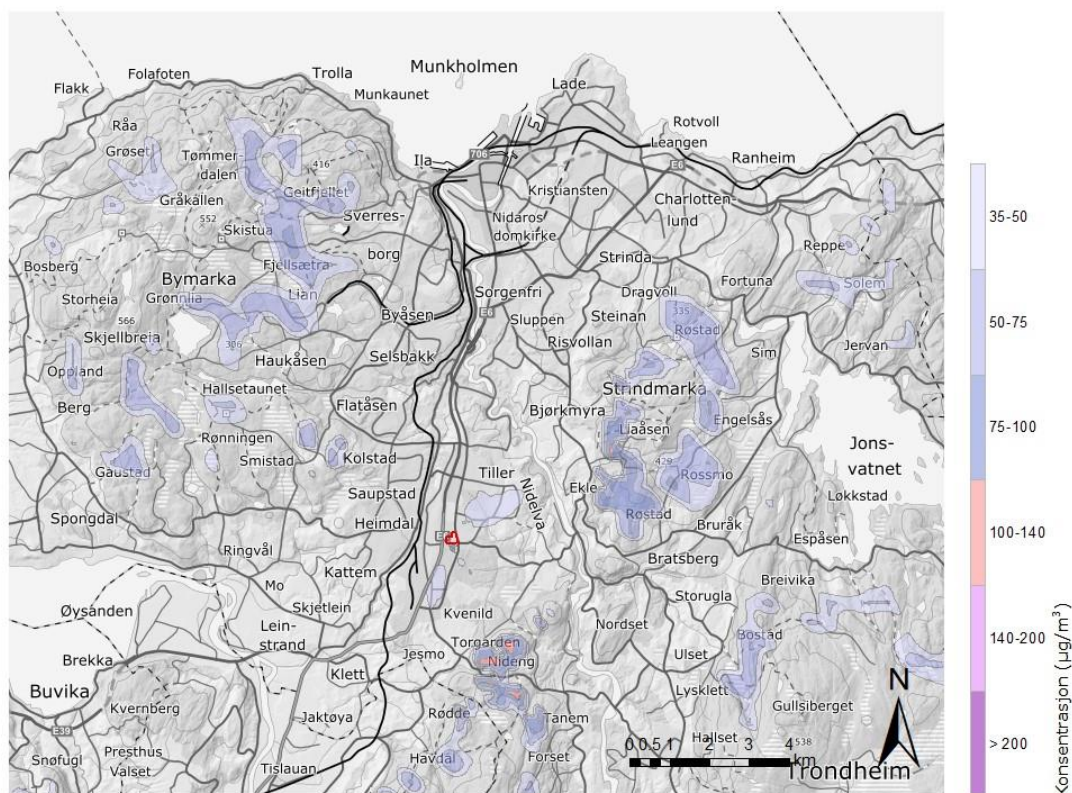 Munkholmen
Folafoten
Trolla
Lade
Flakk
Munkaunet
Rotvoll
Råa
Leangen
Grøset
Tømmer-
dalen
416
Ila
706
E6
Ranheim
Geitfjellet
Kristiansten
Gråkallen
Charlotten-
lund
552
Sverres-
borg
Nidaros
domkirke
Skistua
Reppe
Bosberg
Fjellsætra
Strinda
Bymarka
Fortuna
Solem
Storheia
Grønnlia
Lian
Sorgenfri
Dragvoll
E6
566
Byåsen
Steinan
335
Røstad
Skjellbreia
306
Sluppen
Risvollan
Sim
Jervan
Haukåsen
Selsbakk
Oppland
Hallsetaunet
Strindmarka
Berg
Flatåsen
Bjørkmyra
Engelsås
Liaåsen
Rønningen
Jons-
vatnet
Smistad
Kolstad
429
Gaustad
Tiller
Rossmo
Saupstad
Ekle
Nidelva
Løkkstad
Spongdal
Heimdal
Røstad
Bruråk
Espåsen
Ringvål
Bratsberg
Kattem
Mo
Breivika
Øysanden
Skjetlein
Storugla
Kvenild
Lein-
strand
Nordset
Bostad
Torgården
Brekka
Jesmo
Nideng
Ulset
Klett
Buvika
Lysklett
Kvernberg
Gullsiberget
Jaktøya
Rødde
Tanem
E39
Hallset
Presthus
Valset
Snøfugl
Havdal
Forset
Tislauan
538
N
0 0,5 1 2 3 4
km
Trondheim
35-50
50-75
75-100
100-140
140-200
> 200
Konsentrasjon (µg/m³)